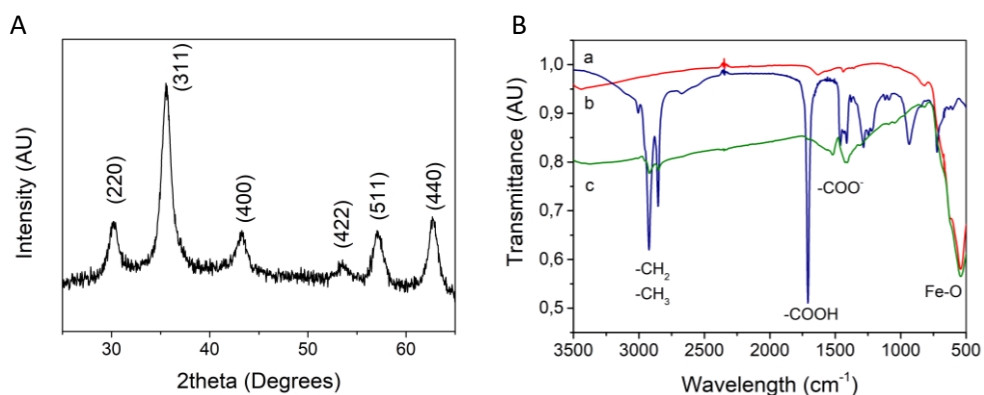 A
Intensity (AU)
(220)
(311)
(400)
(422)
(511)
(440)
30
40
50
60
2theta (Degrees)
B
Transmittance (AU)
1,0
0,9
0,8
0,7
0,6
0,5
a
b
c
-CH₂
-CH₃
-COOH
-COO⁻
Fe-O
3500
3000
2500
2000
1500
1000
500
Wavelength (cm⁻¹)